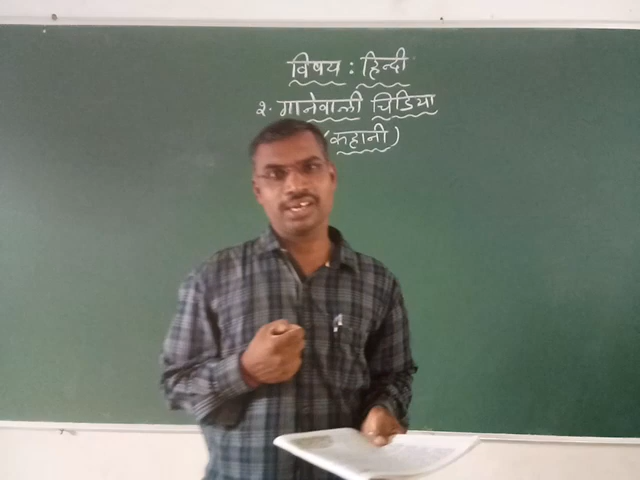 विषय : हिन्दी
२. गानेवाली चिडिया
(कहानी)